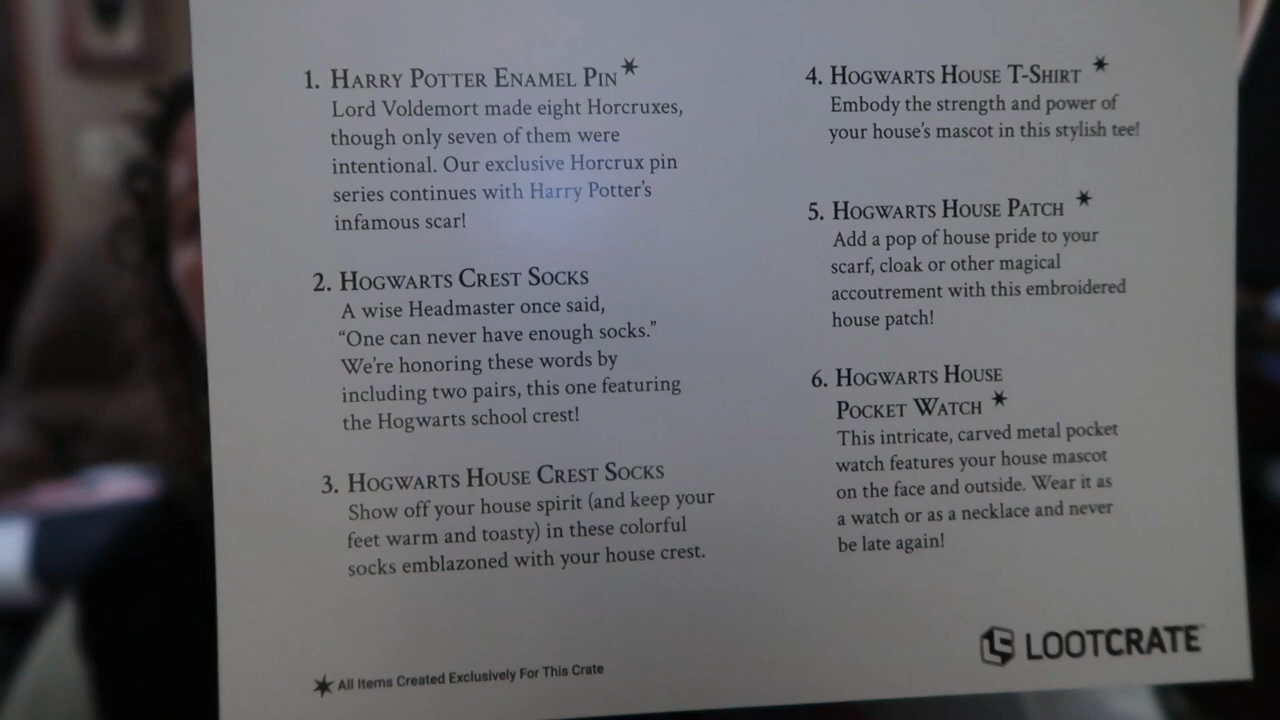 1. HARRY POTTER ENAMEL PIN✶
Lord Voldemort made eight Horcruxes,
though only seven of them were
intentional. Our exclusive Horcrux pin
series continues with Harry Potter's
infamous scar!
2. HOGWARTS CREST SOCKS
A wise Headmaster once said,
“One can never have enough socks.”
We're honoring these words by
including two pairs, this one featuring
the Hogwarts school crest!
3. HOGWARTS HOUSE CREST SOCKS
Show off your house spirit (and keep your
feet warm and toasty) in these colorful
socks emblazoned with your house crest.
4. HOGWARTS HOUSE T-SHIRT ✶
Embody the strength and power of
your house's mascot in this stylish tee!
5. HOGWARTS HOUSE PATCH ✶
Add a pop of house pride to your
scarf, cloak or other magical
accoutrement with this embroidered
house patch!
6. HOGWARTS HOUSE
POCKET WATCH ✶
This intricate, carved metal pocket
watch features your house mascot
on the face and outside. Wear it as
a watch or as a necklace and never
be late again!
LOOTCRATE
✶ All Items Created Exclusively For This Crate